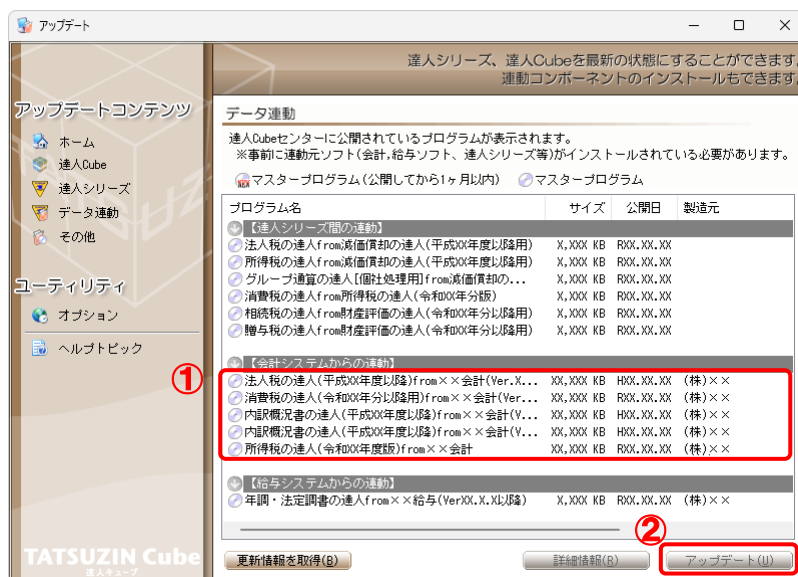 アップデート
達人シリーズ、達人Cubeを最新の状態にすることができます。
連動コンポーネントのインストールもできます。
アップデートコンテンツ
ホーム
達人Cube
達人シリーズ
データ連動
その他
ユーティリティ
オプション
ヘルプトピック
データ連動
達人Cubeセンターに公開されているプログラムが表示されます。
※事前に連動元ソフト(会計,給与ソフト、達人シリーズ等)がインストールされている必要があります。
マスタープログラム(公開してから1ヶ月以内) マスタープログラム
プログラム名 サイズ 公開日 製造元
【達人シリーズ間の連動】
法人税の達人from減価償却の達人(平成XX年度以降用) X,XXX KB RXX.XX.XX
所得税の達人from減価償却の達人(平成XX年度以降用) X,XXX KB RXX.XX.XX
グループ通算の達人[個社処理用]from減価償却の... X,XXX KB RXX.XX.XX
消費税の達人from所得税の達人(令和XX年分版) X,XXX KB RXX.XX.XX
相続税の達人from財産評価の達人(令和XX年分以降用) X,XXX KB RXX.XX.XX
贈与税の達人from財産評価の達人(令和XX年分以降用) X,XXX KB RXX.XX.XX
①
【会計システムからの連動】
法人税の達人(平成XX年度以降)from××会計(Ver.X... XX,XXX KB HXX.XX.XX (株)××
消費税の達人(令和XX年分以降用)from××会計(Ver... XX,XXX KB RXX.XX.XX (株)××
内訳概況書の達人(平成XX年度以降)from××会計(V... XX,XXX KB HXX.XX.XX (株)××
内訳概況書の達人(平成XX年度以降)from××会計(V... XX,XXX KB RXX.XX.XX (株)××
所得税の達人(令和XX年度版)from××会計 XX,XXX KB RXX.XX.XX (株)××
【給与システムからの連動】
年調・法定調書の達人from××給与(VerXX.X.X以降) X,XXX KB RXX.XX.XX (株)××
②
更新情報を取得(B) 詳細情報(R) アップデート(U)
TATSUZIN Cube
達人キューブ